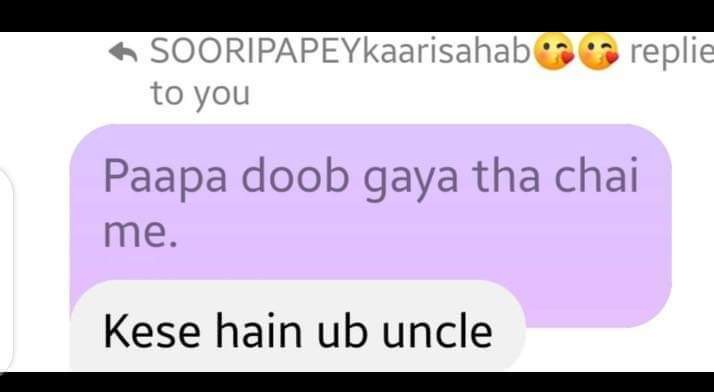 SOORIPAPEYkaarisahab😘😘 replie
to you
Paapa doob gaya tha chai
me.
Kese hain ub uncle